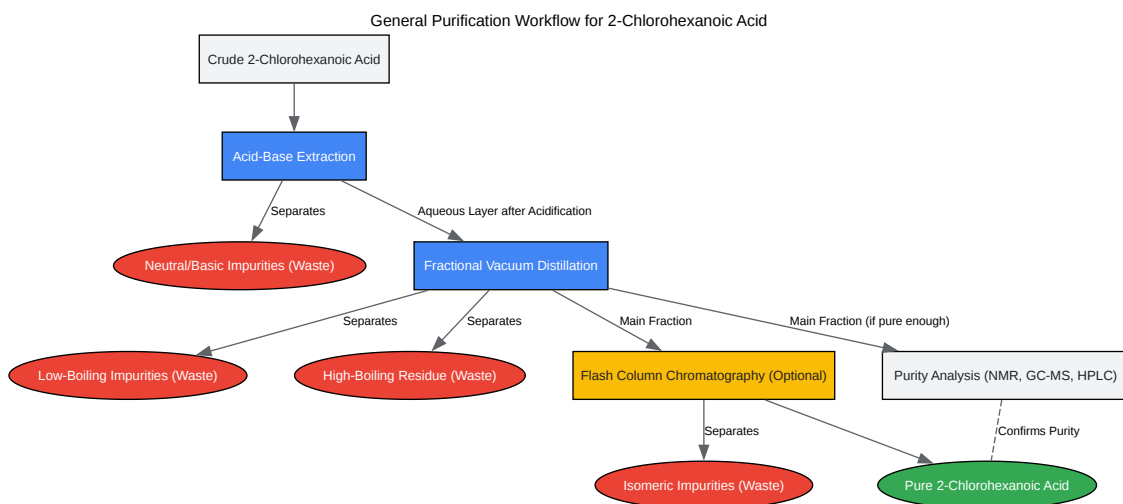 General Purification Workflow for 2-Chlorohexanoic Acid
Crude 2-Chlorohexanoic Acid
Acid-Base Extraction
Separates
Aqueous Layer after Acidification
Neutral/Basic Impurities (Waste)
Fractional Vacuum Distillation
Separates
Separates
Main Fraction
Main Fraction (if pure enough)
Low-Boiling Impurities (Waste)
High-Boiling Residue (Waste)
Flash Column Chromatography (Optional)
Purity Analysis (NMR, GC-MS, HPLC)
Separates
Confirms Purity
Isomeric Impurities (Waste)
Pure 2-Chlorohexanoic Acid